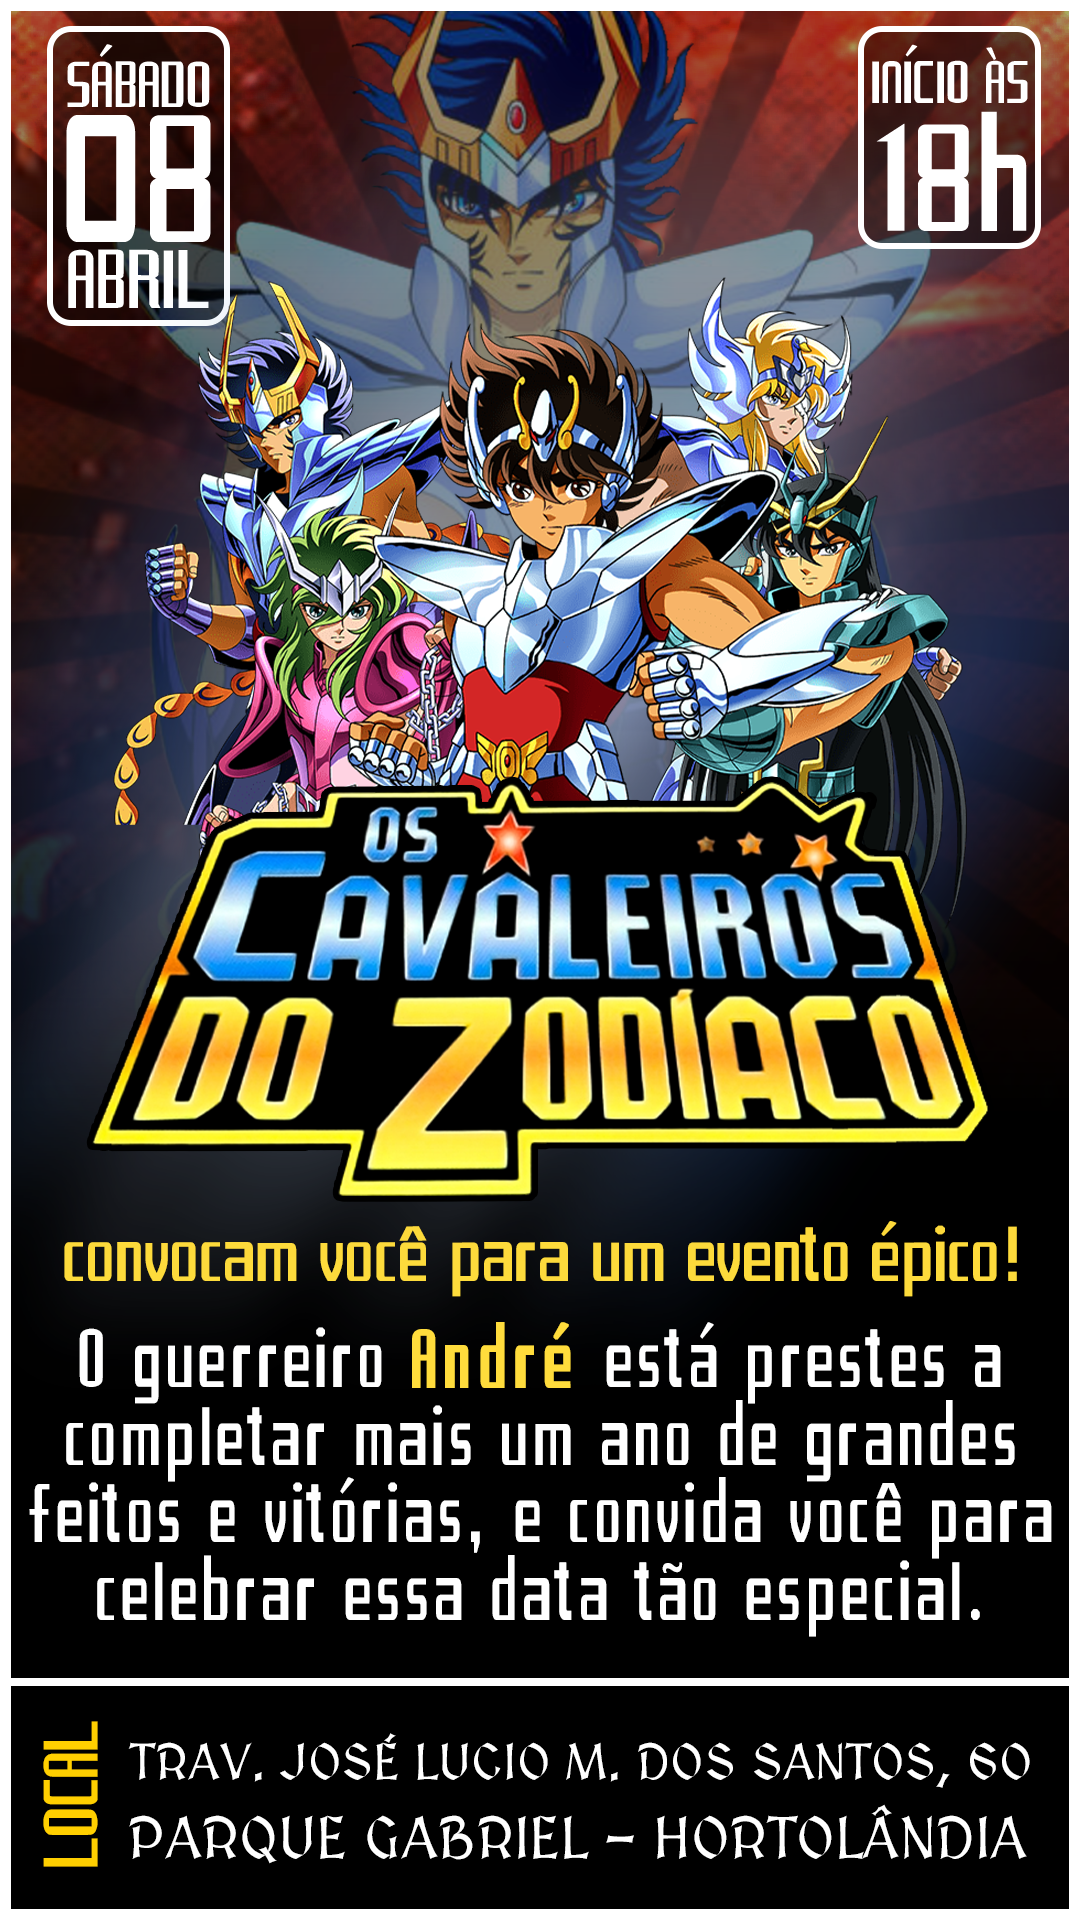 SÁBADO
08
ABRIL
INÍCIO ÀS
18h
OS
CAVALEIROS
DO ZODÍACO
convocam você para um evento épico!
O guerreiro André está prestes a
completar mais um ano de grandes
feitos e vitórias, e convida você para
celebrar essa data tão especial.
LOCAL
TRAV. JOSÉ LUCIO M. DOS SANTOS, 60
PARQUE GABRIEL – HORTOLÂNDIA